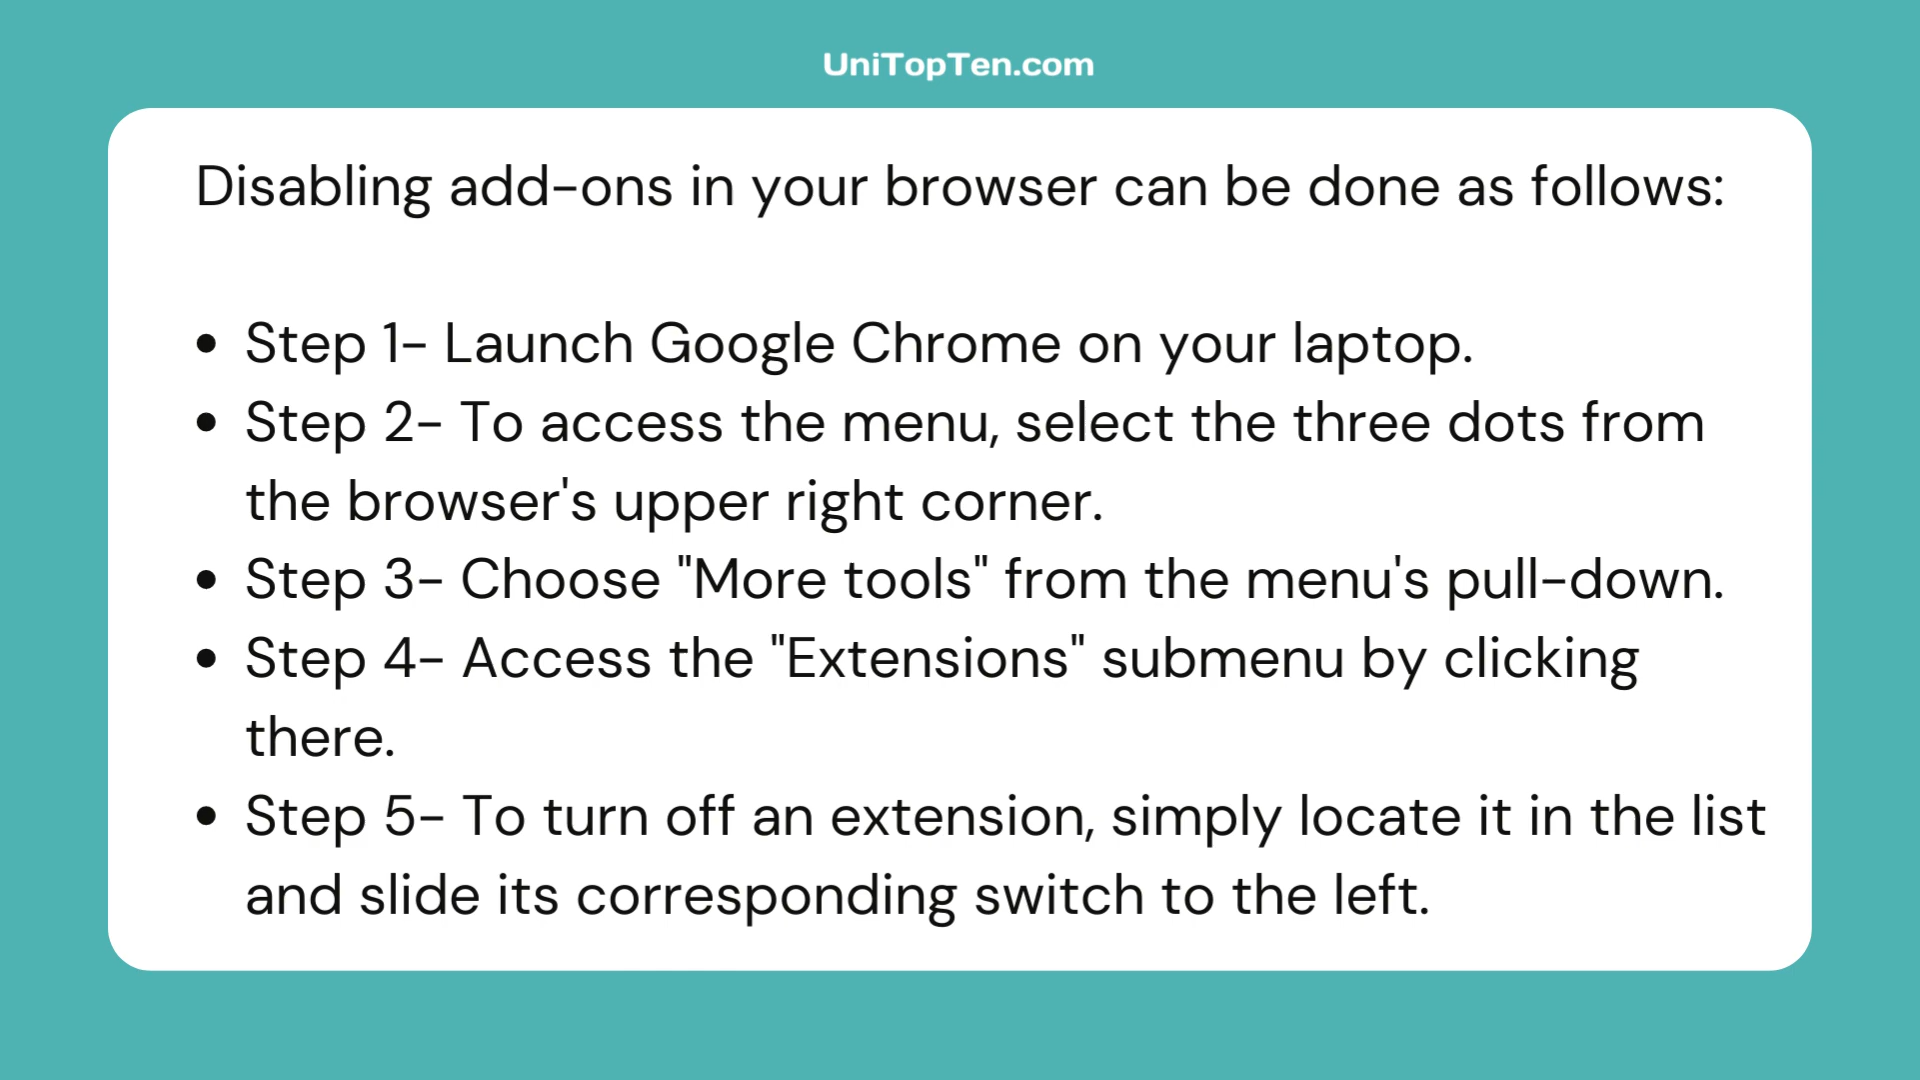 UniTopTen.com
Disabling add-ons in your browser can be done as follows:
• Step 1- Launch Google Chrome on your laptop.
• Step 2- To access the menu, select the three dots from
the browser's upper right corner.
• Step 3- Choose "More tools" from the menu's pull-down.
• Step 4- Access the "Extensions" submenu by clicking
there.
• Step 5- To turn off an extension, simply locate it in the list
and slide its corresponding switch to the left.